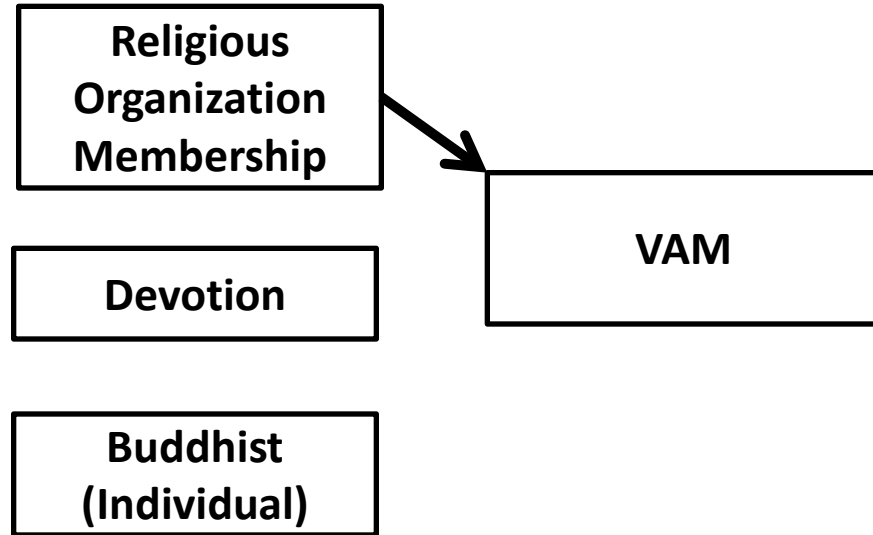 Religious
Organization
Membership
VAM
Devotion
Buddhist
(Individual)